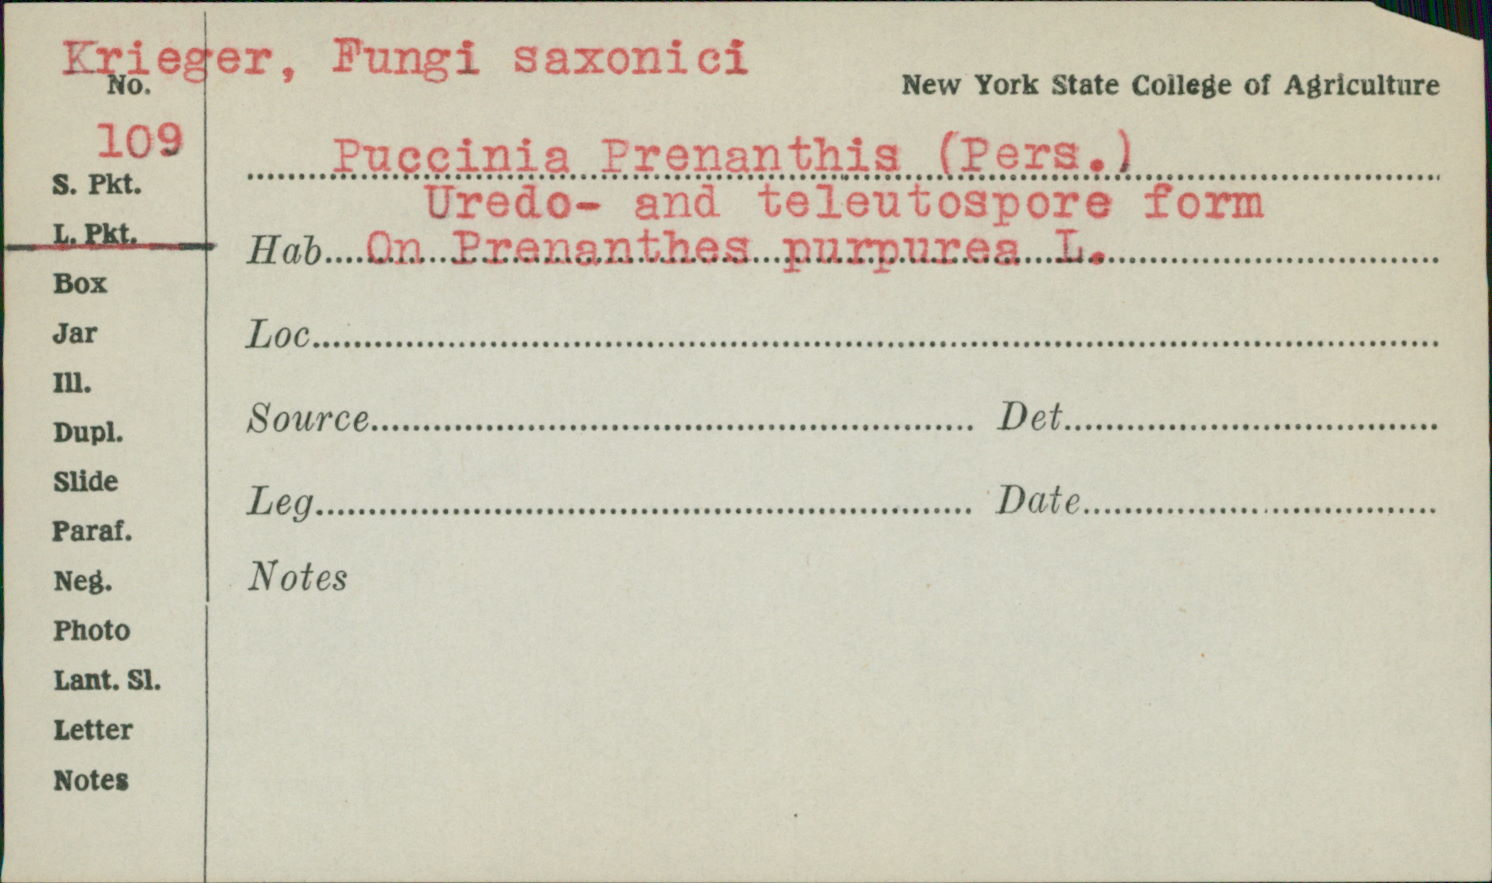 Krieger, Fungi saxonici
No.
New York State College of Agriculture
109
Puccinia Prenanthis (Pers.)
S. Pkt.
Uredo- and teleutospore form
L. Pkt.
Hab. On Prenanthes purpurea L.
Box
Jar
Loc.
Ill.
Dupl.
Source Det.
Slide
Leg. Date
Paraf.
Neg.
Notes
Photo
Lant. Sl.
Letter
Notes